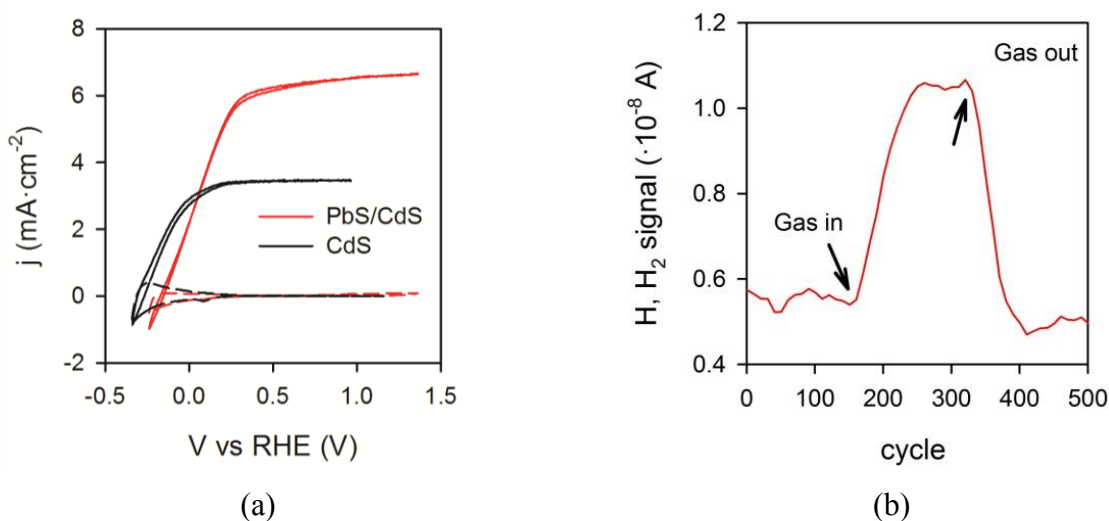 j (mA·cm⁻²)
8
6
4
2
0
-2
PbS/CdS
CdS
-0.5 0.0 0.5 1.0 1.5
V vs RHE (V)
(a)
H, H₂ signal (·10⁻⁸ A)
1.2
1.0
0.8
0.6
0.4
Gas out
Gas in
0 100 200 300 400 500
cycle
(b)